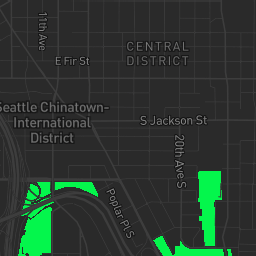 11th Ave
CENTRAL
DISTRICT
E Fir St
Seattle Chinatown-
International
District
S Jackson St
20th Ave S
Poplar Pl S